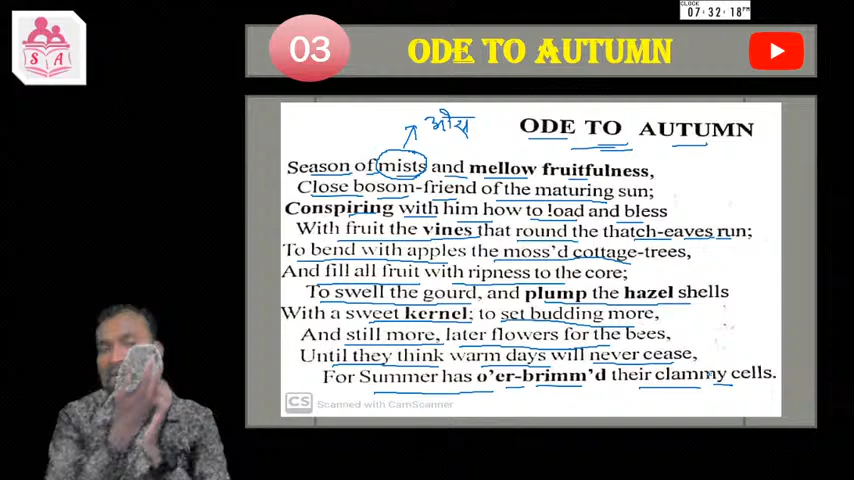 CLOCK
07:32:18PM
SA
03
ODE TO AUTUMN
औस
ODE TO AUTUMN
Season of mists and mellow fruitfulness,
Close bosom-friend of the maturing sun;
Conspiring with him how to load and bless
With fruit the vines that round the thatch-eaves run;
To bend with apples the moss'd cottage-trees,
And fill all fruit with ripness to the core;
To swell the gourd, and plump the hazel shells
With a sweet kernel; to set budding more,
And still more, later flowers for the bees,
Until they think warm days will never cease,
For Summer has o'er-brimm'd their clammy cells.
CS Scanned with CamScanner